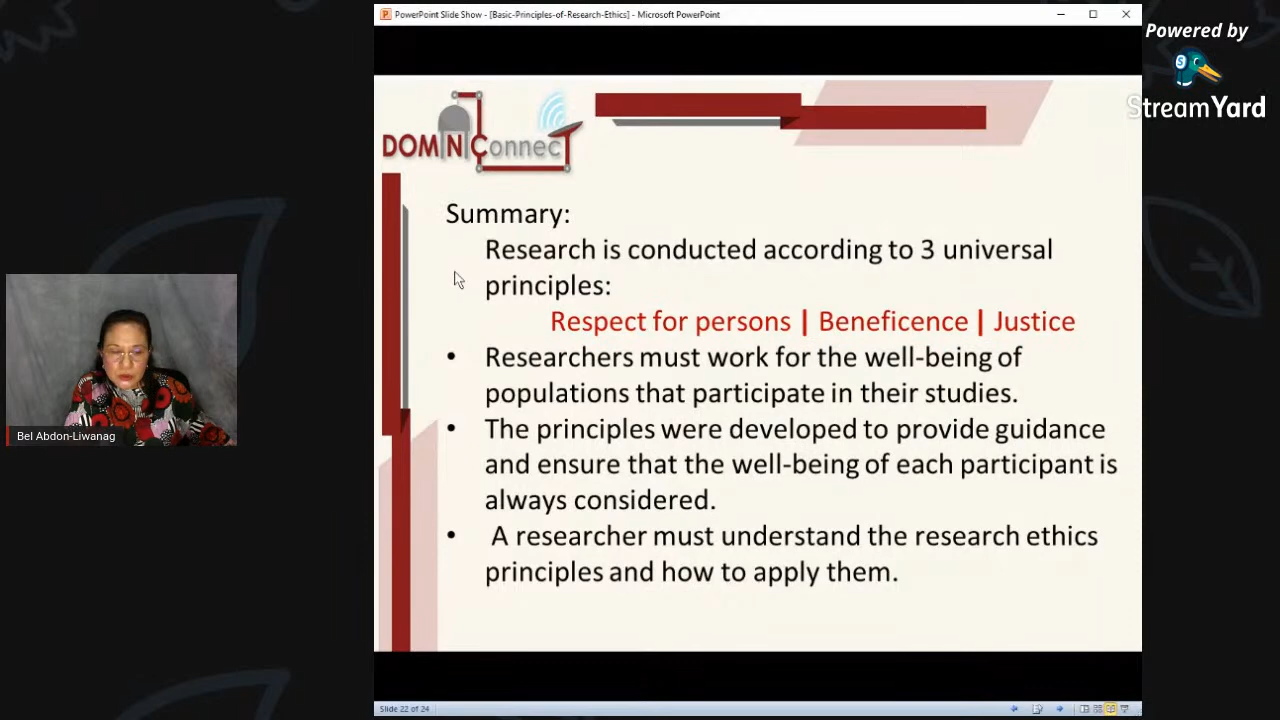 PowerPoint Slide Show - [Basic-Principles-of-Research-Ethics] - Microsoft PowerPoint
Powered by
StreamYard
DOMINiConnecT
Summary:
Research is conducted according to 3 universal
principles:
Respect for persons | Beneficence | Justice
• Researchers must work for the well-being of
populations that participate in their studies.
• The principles were developed to provide guidance
and ensure that the well-being of each participant is
always considered.
• A researcher must understand the research ethics
principles and how to apply them.
Bel Abdon-Liwanag
Slide 22 of 24